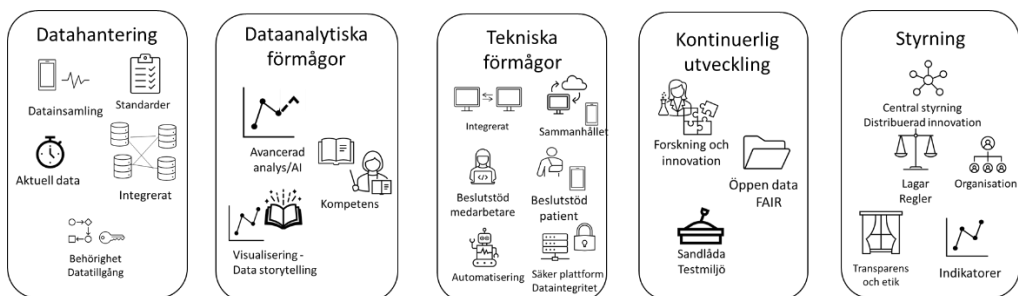 Datahantering
Datainsamling
Standarder
Aktuell data
Integrerat
Behörighet
Datatillgång
Dataanalytiska
förmågor
Avancerad
analys/AI
Kompetens
Visualisering -
Data storytelling
Tekniska
förmågor
Integrerat
Sammanhållet
Beslutstöd
medarbetare
Beslutstöd
patient
Automatisering
Säker plattform
Dataintegritet
Kontinuerlig
utveckling
Forskning och
innovation
Öppen data
FAIR
Sandlåda
Testmiljö
Styrning
Central styrning
Distribuerad innovation
Lagar
Regler
Organisation
Transparens
och etik
Indikatorer